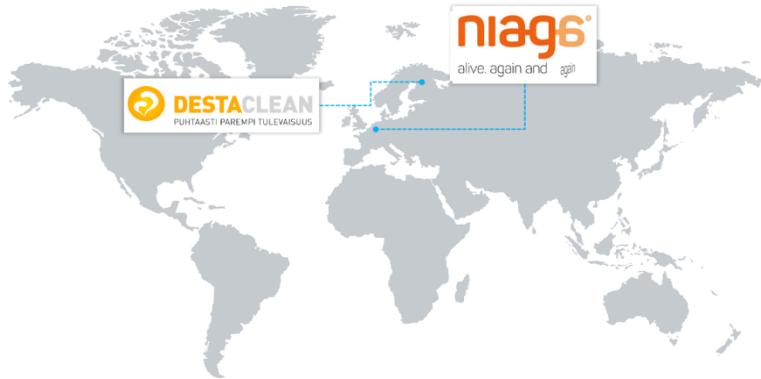 DESTACLEAN
PUHTAASTI PAREMPI TULEVAISUUS
niaga
alive. again and again